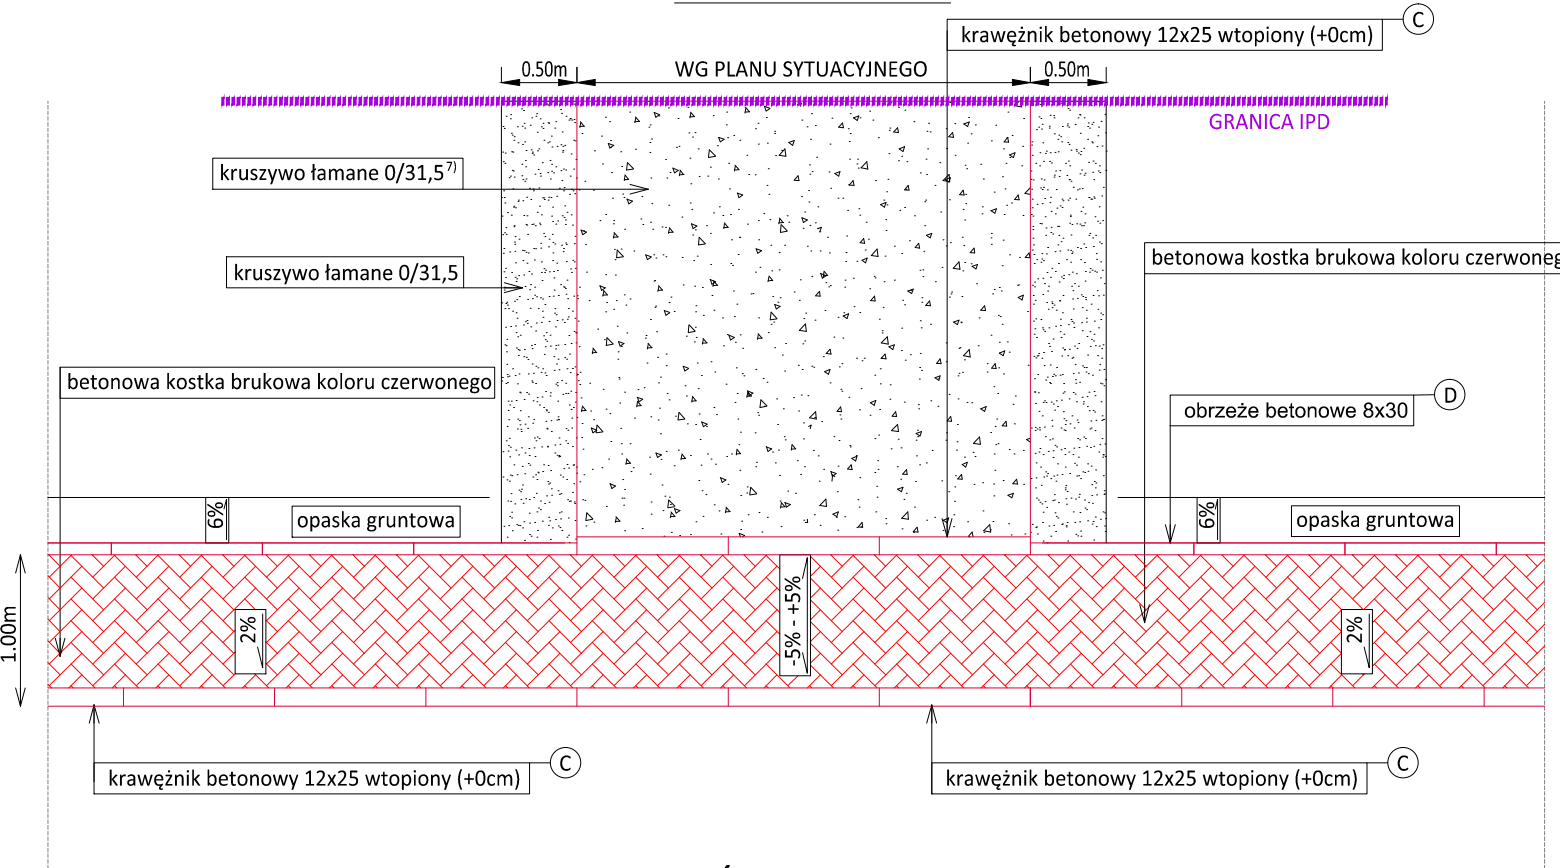 krawężnik betonowy 12x25 wtopiony (+0cm)
C
0.50m
WG PLANU SYTUACYJNEGO
0.50m
GRANICA IPD
kruszywo łamane 0/31,5⁷⁾
kruszywo łamane 0/31,5
betonowa kostka brukowa koloru czerwoneg
betonowa kostka brukowa koloru czerwonego
D
obrzeże betonowe 8x30
6%
opaska gruntowa
6%
opaska gruntowa
1.00m
2%
-5% - +5%
2%
krawężnik betonowy 12x25 wtopiony (+0cm)
C
krawężnik betonowy 12x25 wtopiony (+0cm)
C